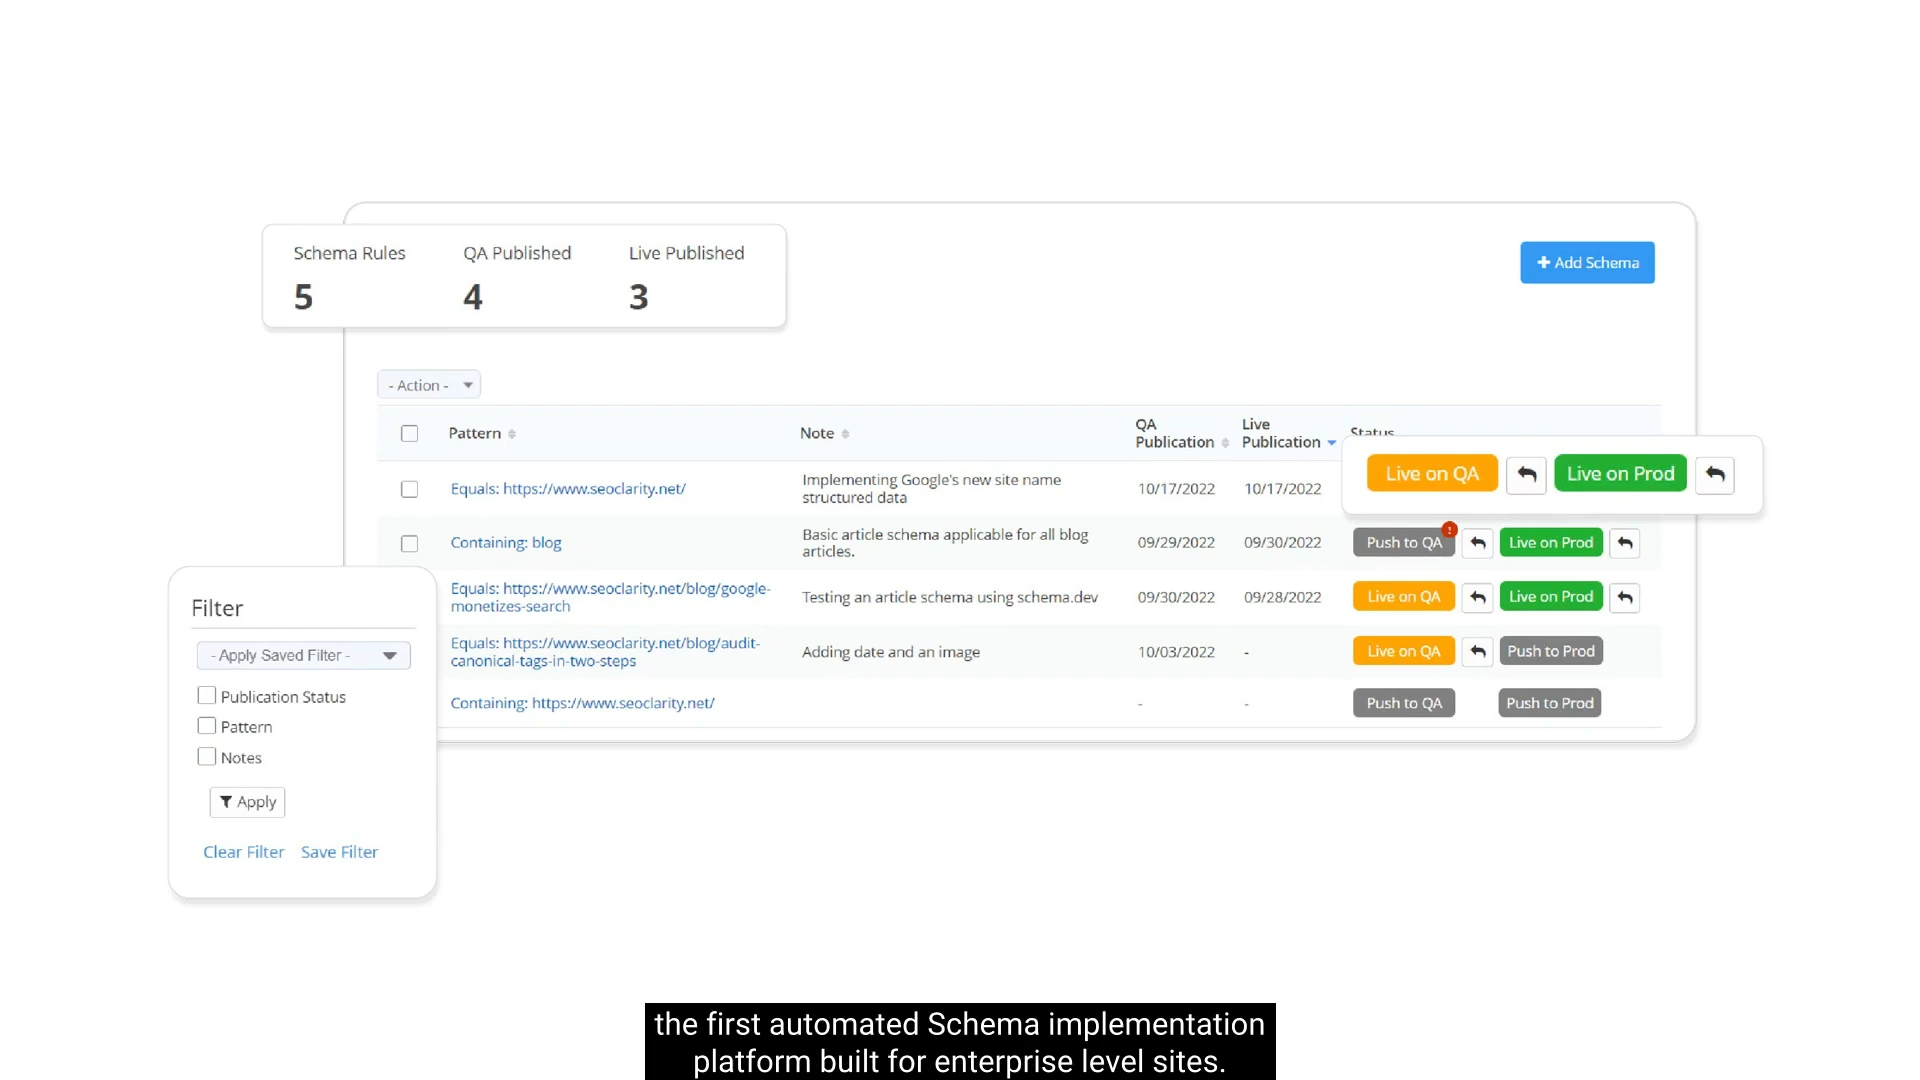 Schema Rules QA Published Live Published
5 4 3
+ Add Schema
- Action -
Pattern Note QA Publication Live Publication Status
Equals: https://www.seoclarity.net/
Implementing Google's new site name
structured data
10/17/2022 10/17/2022
Live on QA Live on Prod
Containing: blog
Basic article schema applicable for all blog
articles.
09/29/2022 09/30/2022
Push to QA ! Live on Prod
Equals: https://www.seoclarity.net/blog/google-
monetizes-search
Testing an article schema using schema.dev
09/30/2022 09/28/2022
Live on QA Live on Prod
Equals: https://www.seoclarity.net/blog/audit-
canonical-tags-in-two-steps
Adding date and an image
10/03/2022 -
Live on QA Push to Prod
Containing: https://www.seoclarity.net/
- -
Push to QA Push to Prod
Filter
- Apply Saved Filter -
Publication Status
Pattern
Notes
Apply
Clear Filter Save Filter
the first automated Schema implementation
platform built for enterprise level sites.